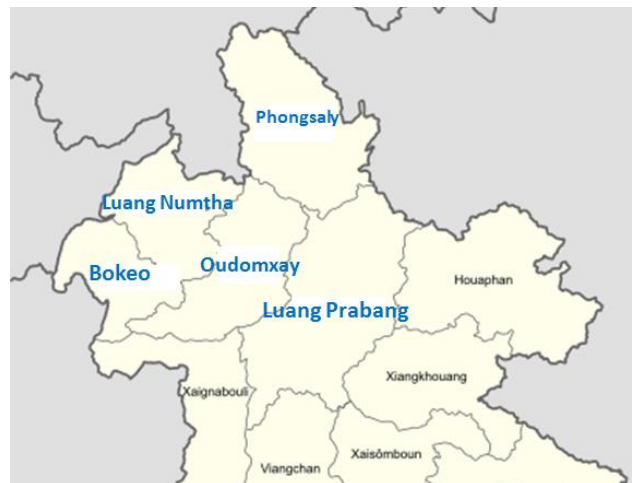 Phongsaly
Luang Numtha
Bokeo
Oudomxay
Houaphan
Luang Prabang
Xiangkhouang
Xaignabouli
Xaisômboun
Viangchan